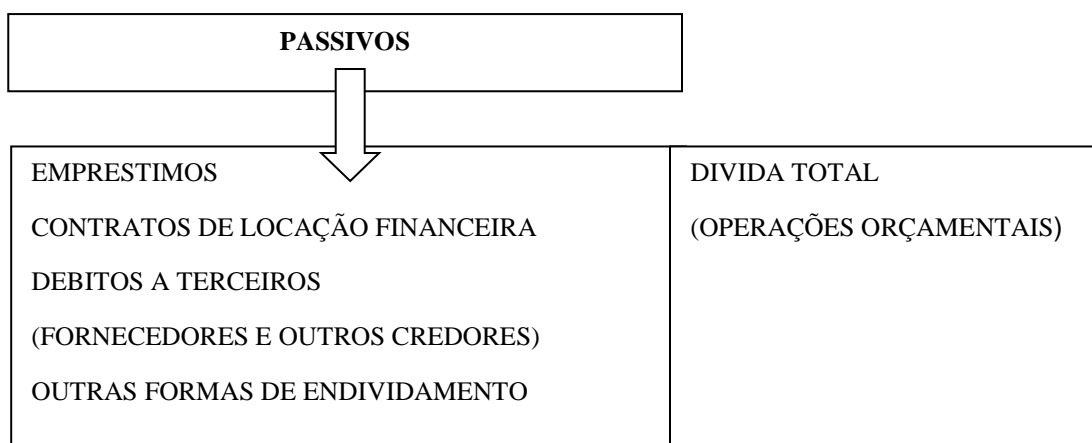 PASSIVOS
EMPRESTIMOS
CONTRATOS DE LOCAÇÃO FINANCEIRA
DEBITOS A TERCEIROS
(FORNECEDORES E OUTROS CREDORES)
OUTRAS FORMAS DE ENDIVIDAMENTO
DIVIDA TOTAL
(OPERAÇÕES ORÇAMENTAIS)